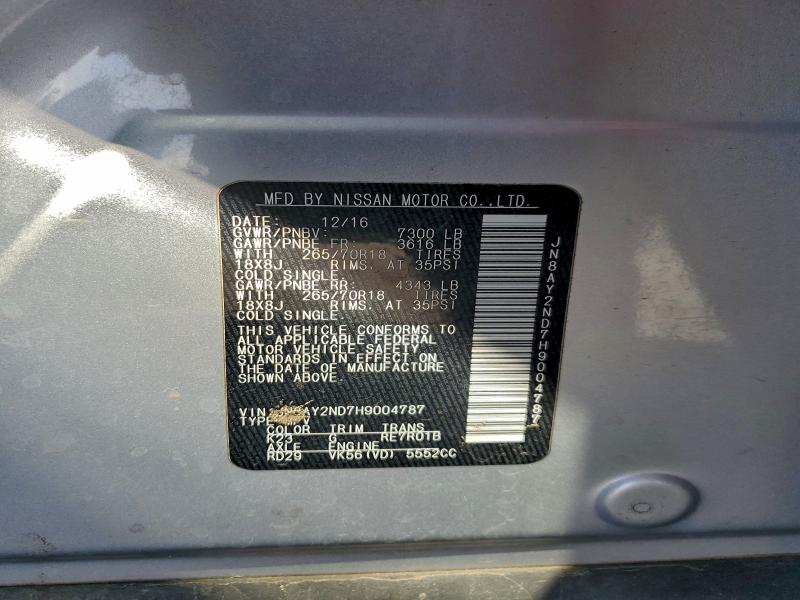 MFD BY NISSAN MOTOR CO.,LTD.
DATE: 12/16
GVWR/PNBV: 7300 LB
GAWR/PNBE FR: 3616 LB
WITH 265/70R18 TIRES
18X8J RIMS: AT 35PSI
COLD SINGLE.
GAWR/PNBE RR: 4343 LB
WITH 265/70R18 TIRES
18X8J RIMS: AT 35PSI
COLD SINGLE
THIS VEHICLE CONFORMS TO
ALL APPLICABLE FEDERAL
MOTOR VEHICLE SAFETY
STANDARDS IN EFFECT ON
THE DATE OF MANUFACTURE
SHOWN ABOVE.
VIN: JN8AY2ND7H9004787
TYPE:
COLOR TRIM TRANS
K23 G RE7R01B
AXLE ENGINE
RD29 VK56(VD) 5552CC
JN8AY2ND7H9004787